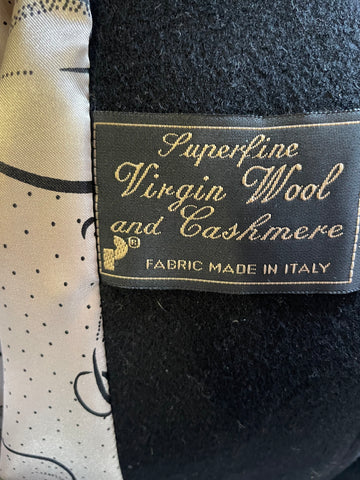 Superfine
Virgin Wool
and Cashmere
®
FABRIC MADE IN ITALY